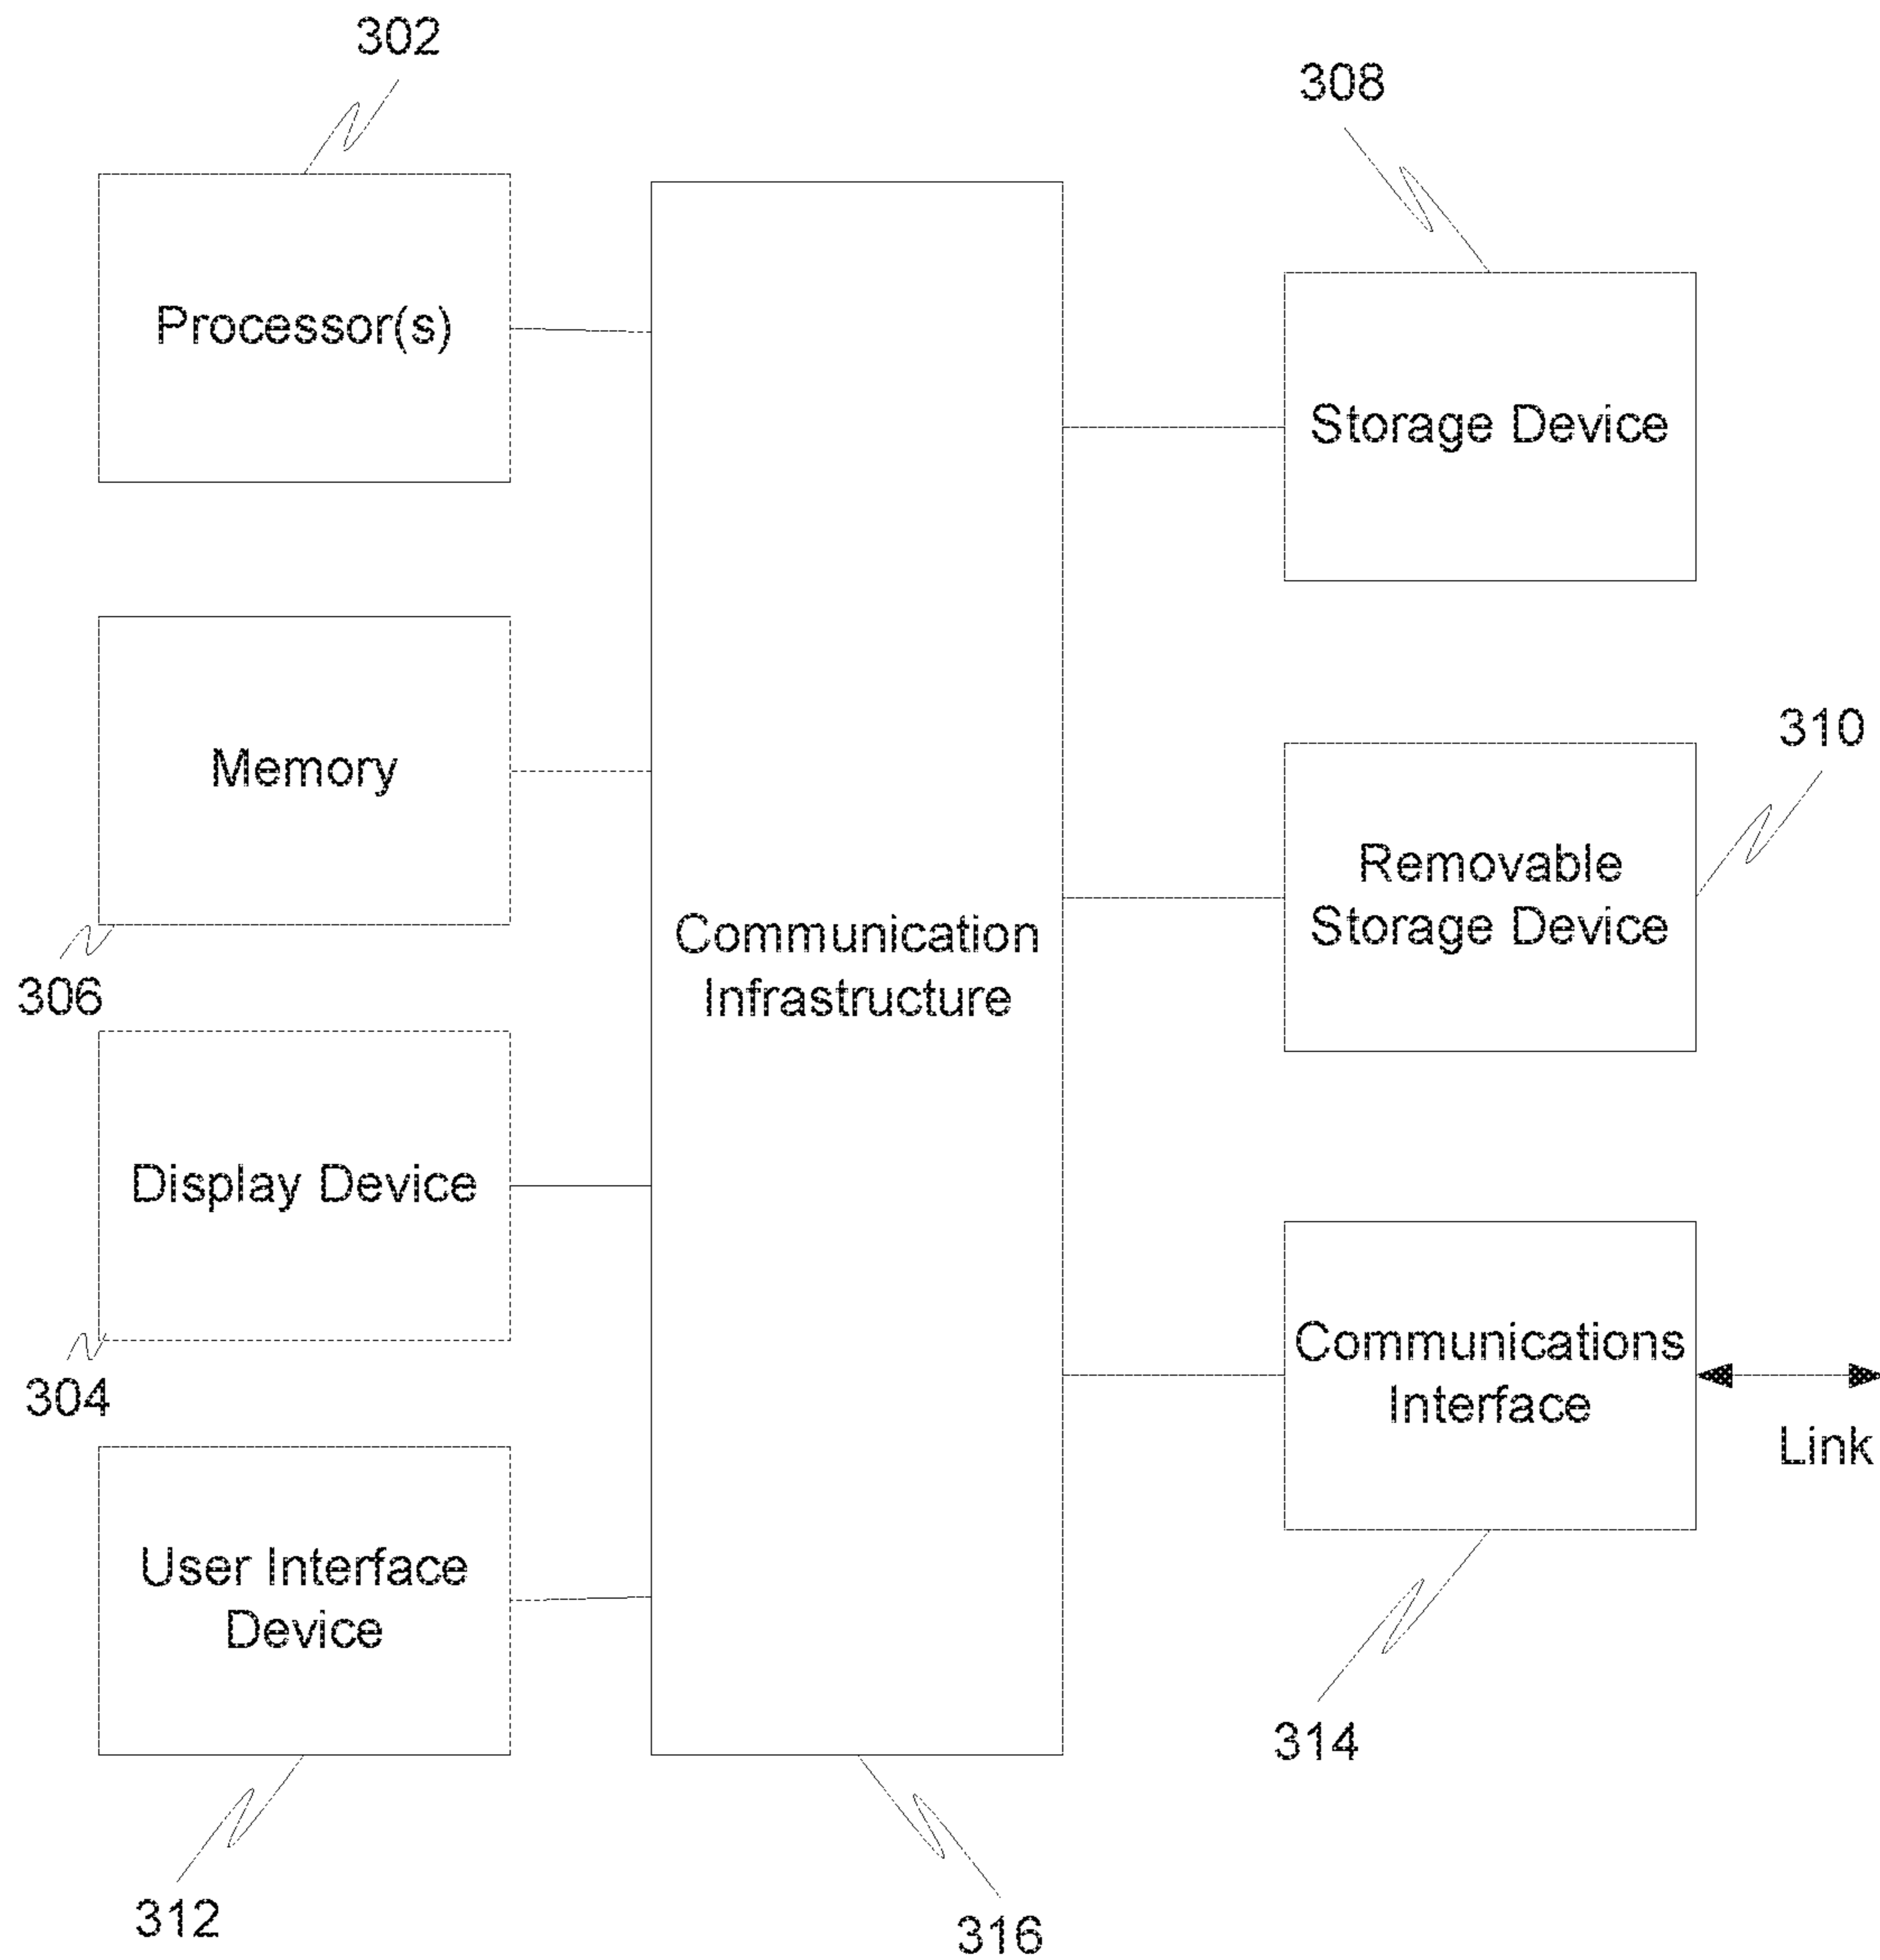 302
308
Processor(s)
Storage Device
310
Memory
Removable
Storage Device
306
Communication
Infrastructure
Display Device
304
Communications
Interface
Link
User Interface
Device
314
312
316